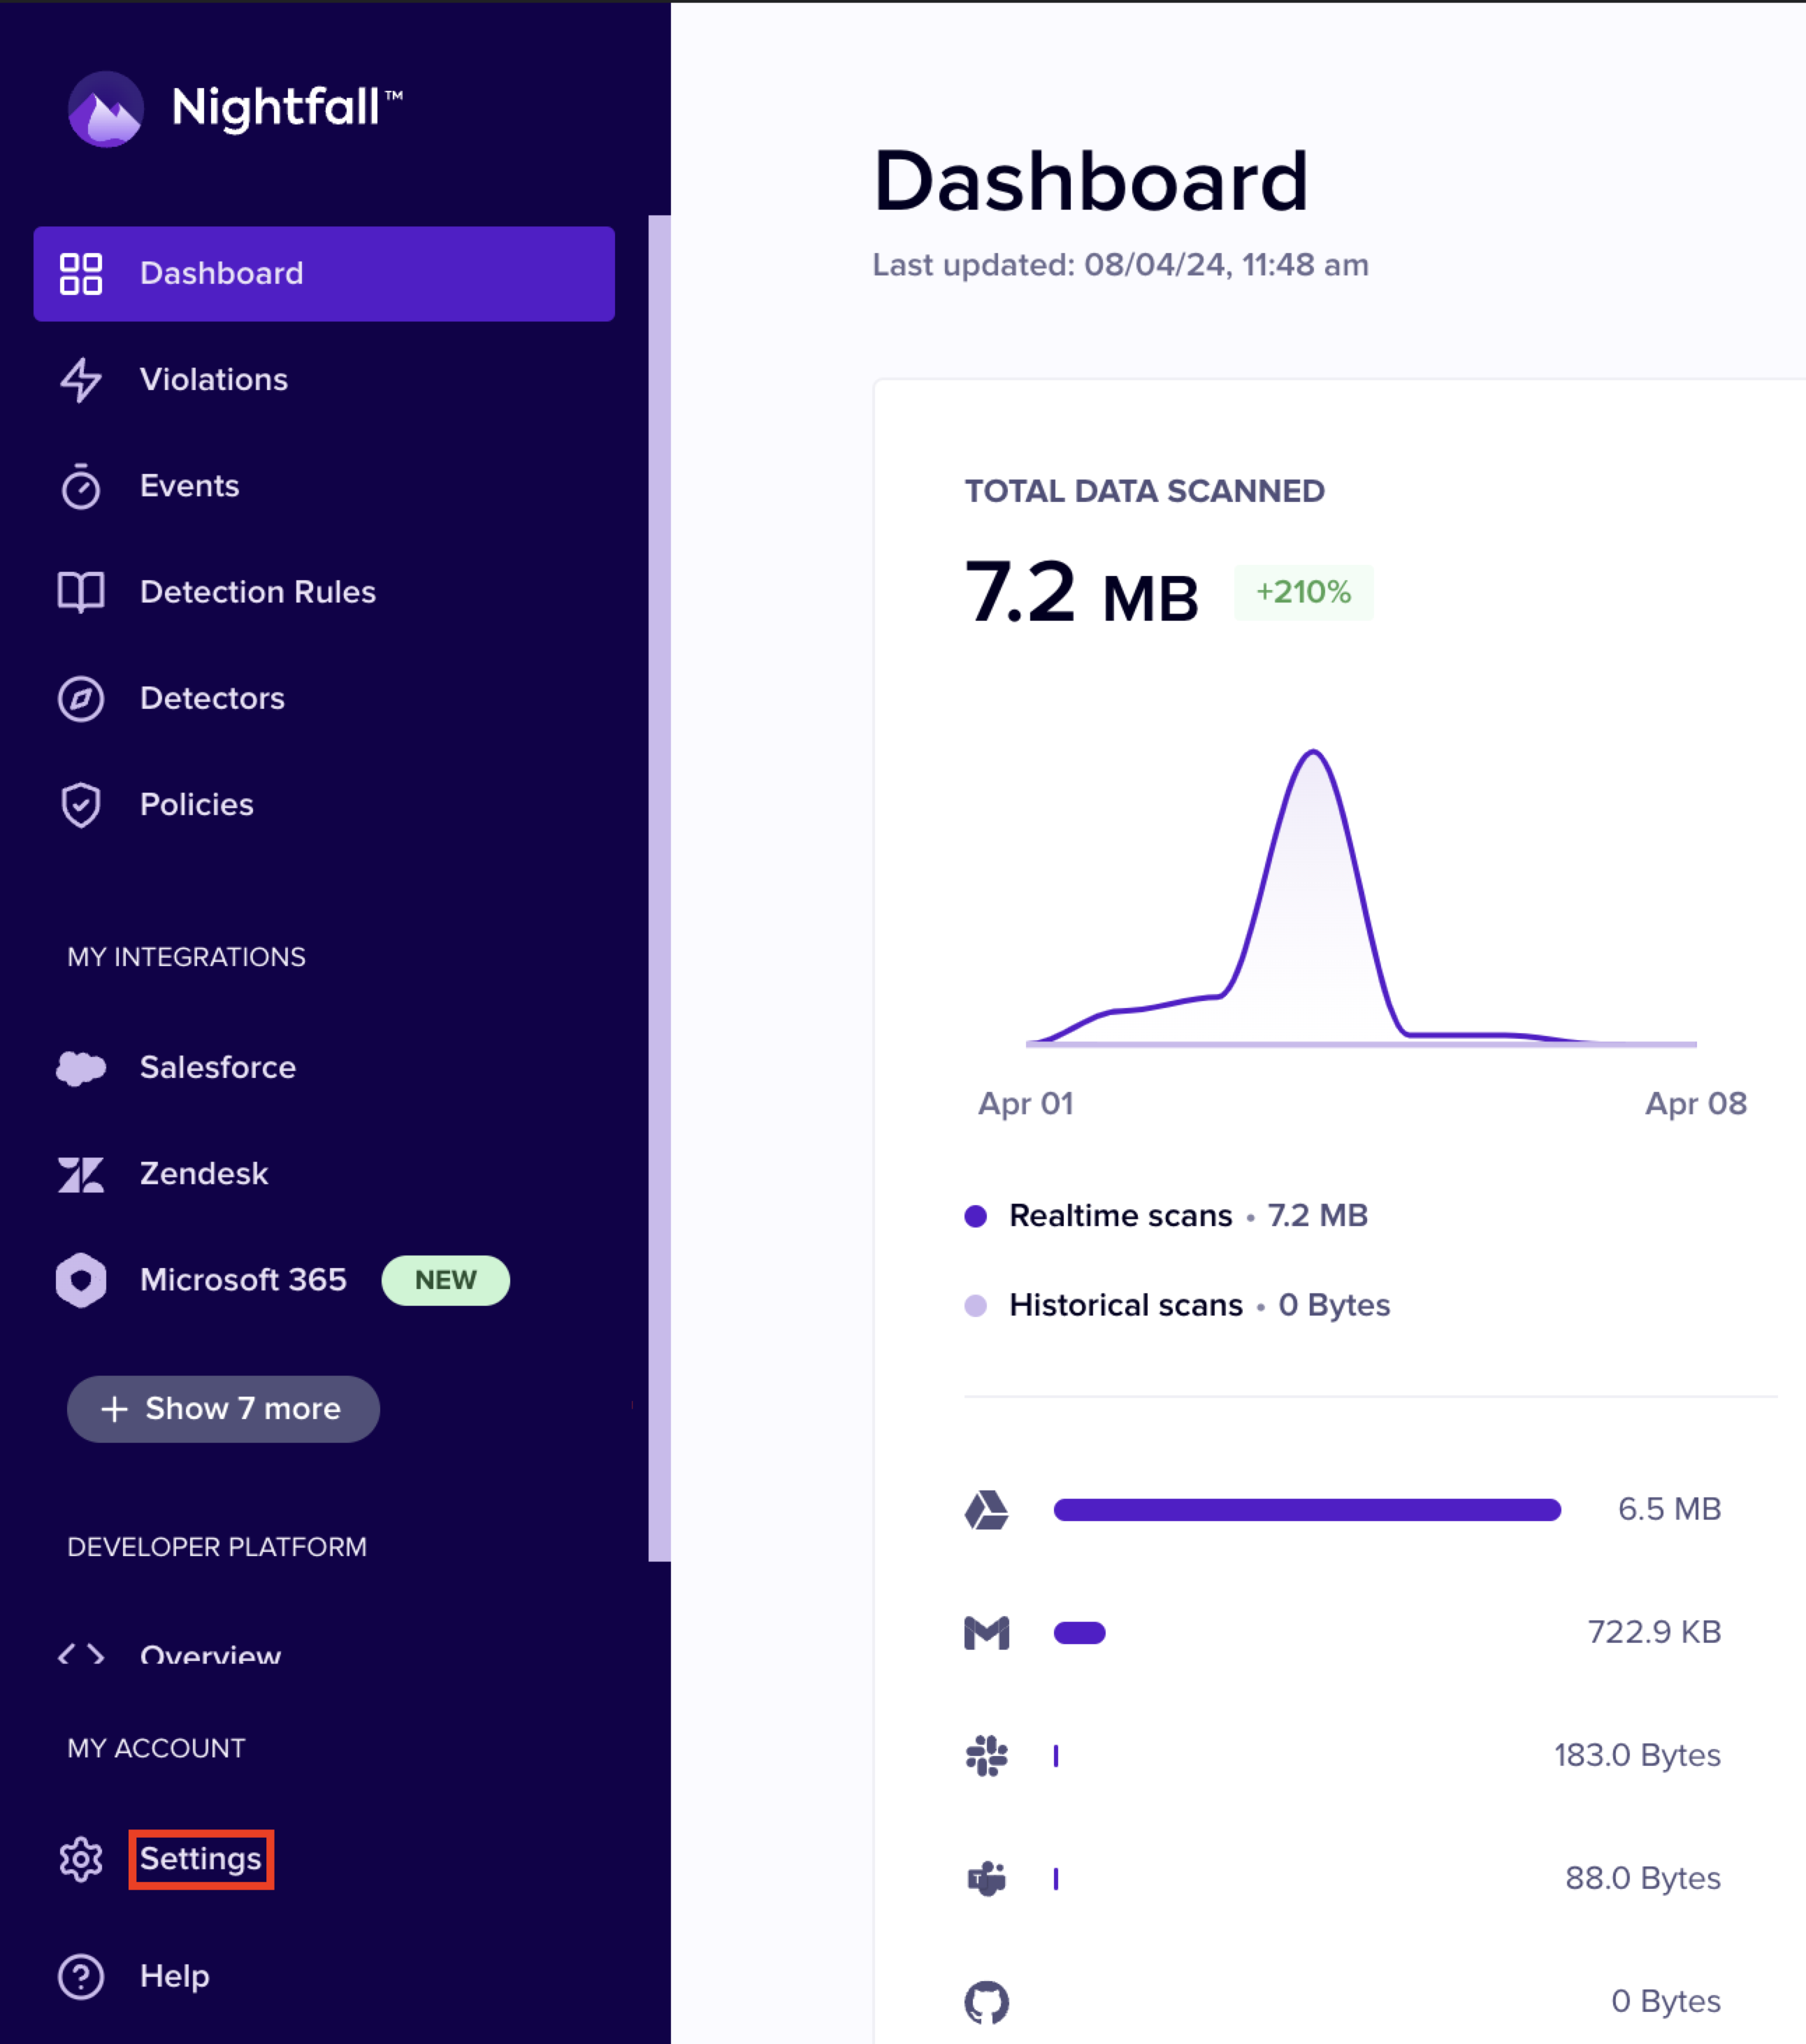 Nightfall™
Dashboard
Violations
Events
Detection Rules
Detectors
Policies
MY INTEGRATIONS
Salesforce
Zendesk
Microsoft 365 NEW
+ Show 7 more
DEVELOPER PLATFORM
Overview
MY ACCOUNT
Settings
Help
Dashboard
Last updated: 08/04/24, 11:48 am
TOTAL DATA SCANNED
7.2 MB +210%
Apr 01 Apr 08
Realtime scans • 7.2 MB
Historical scans • 0 Bytes
6.5 MB
722.9 KB
183.0 Bytes
88.0 Bytes
0 Bytes